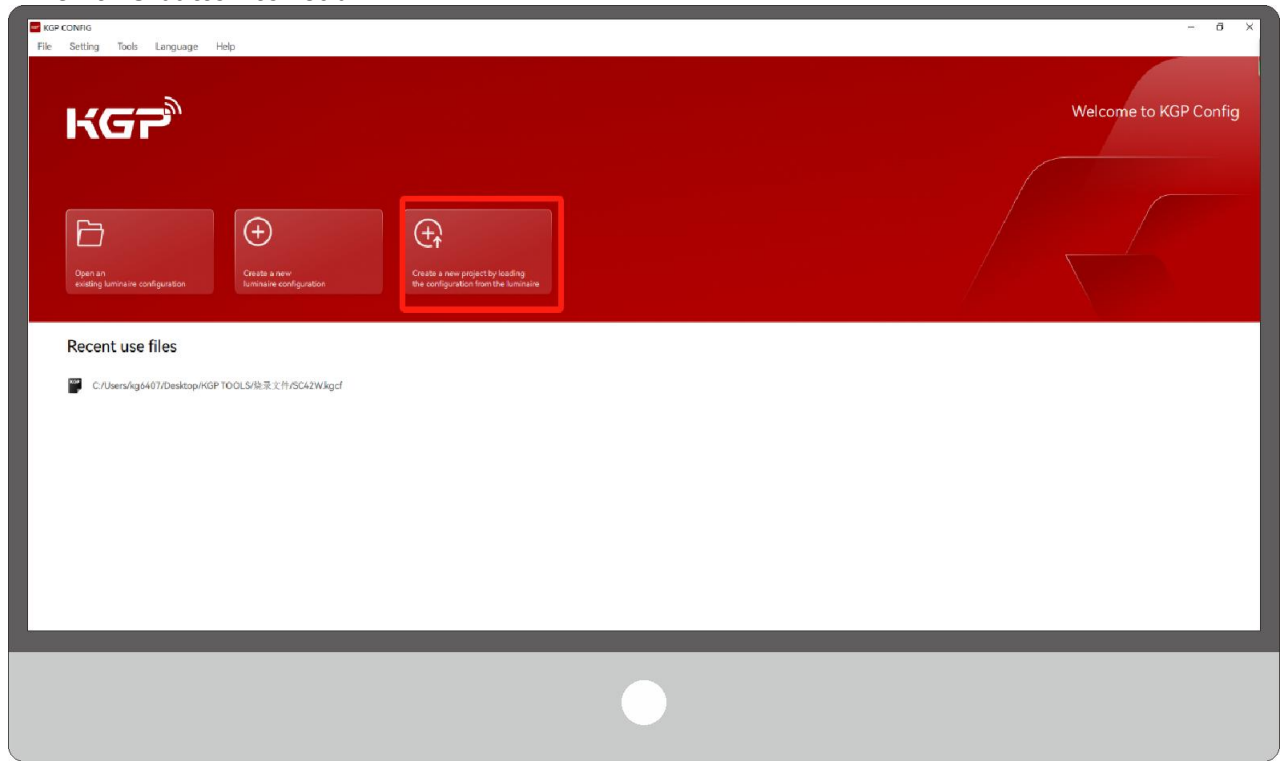 KGP CONFIG
File Setting Tools Language Help
KGP
Welcome to KGP Config
Open an
existing luminaire configuration
Create a new
luminaire configuration
Create a new project by loading
the configuration from the luminaire
Recent use files
C:/Users/kg6407/Desktop/KGP TOOLS/烧录文件/SC42W.kgcf